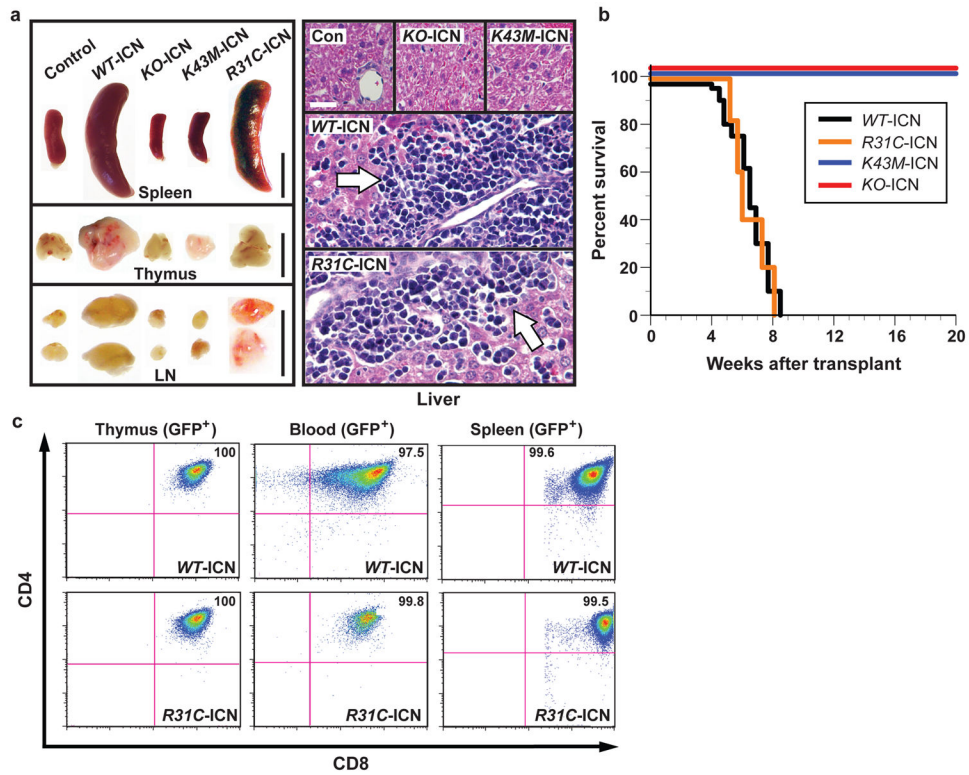 a
Control
WT-ICN
KO-ICN
K43M-ICN
R31C-ICN
Spleen
Thymus
LN
Con
KO-ICN
K43M-ICN
WT-ICN
R31C-ICN
Liver
b
Percent survival
100
80
60
40
20
0
0
4
8
12
16
20
Weeks after transplant
WT-ICN
R31C-ICN
K43M-ICN
KO-ICN
c
Thymus (GFP⁺)
Blood (GFP⁺)
Spleen (GFP⁺)
100
97.5
99.6
WT-ICN
WT-ICN
WT-ICN
100
99.8
99.5
R31C-ICN
R31C-ICN
R31C-ICN
CD4
CD8